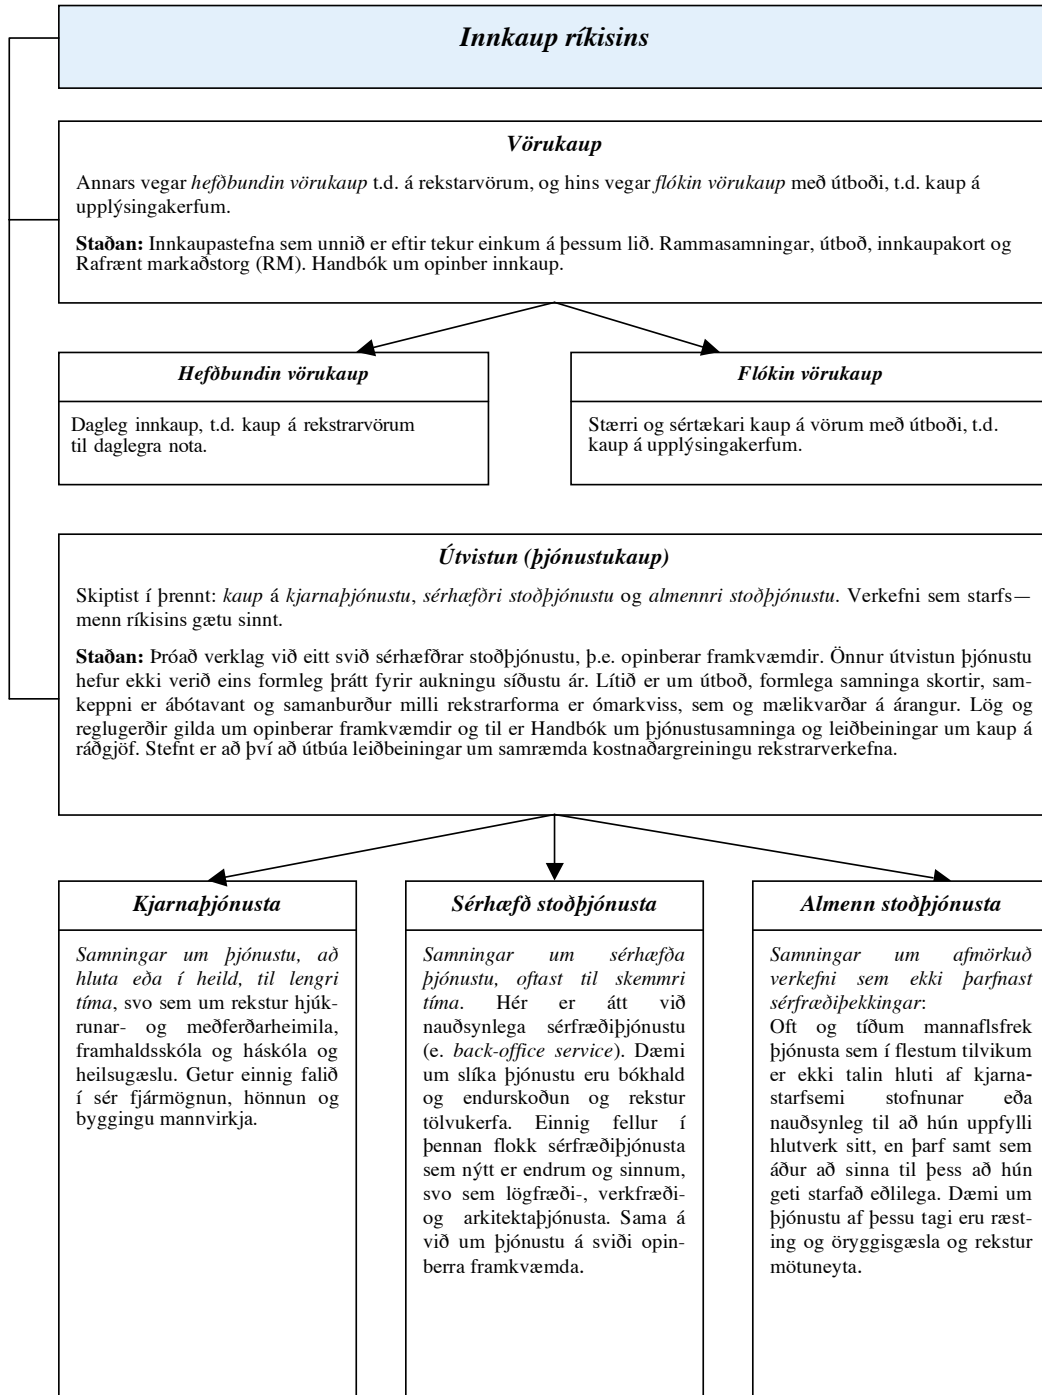 Innkaup ríkisins
Vörukaup
Annars vegar hefðbundin vörukaup t.d. á rekstarvörum, og hins vegar flókin vörukaup með útboði, t.d. kaup á
upplýsingakerfum.
Staðan: Innkaupastefna sem unnið er eftir tekur einkum á þessum lið. Rammasamningar, útboð, innkaupakort og
Rafrænt markaðstorg (RM). Handbók um opinber innkaup.
Hefðbundin vörukaup
Dagleg innkaup, t.d. kaup á rekstrarvörum
til daglegra nota.
Flókin vörukaup
Stærri og sértækari kaup á vörum með útboði, t.d.
kaup á upplýsingakerfum.
Útvistun (þjónustukaup)
Skiptist í þrennt: kaup á kjarnaþjónustu, sérhæfðri stoðþjónustu og almennri stoðþjónustu. Verkefni sem starfs—
menn ríkisins gætu sinnt.
Staðan: Þróað verklag við eitt svið sérhæfðrar stoðþjónustu, þ.e. opinberar framkvæmdir. Önnur útvistun þjónustu
hefur ekki verið eins formleg þrátt fyrir aukningu síðustu ár. Lítið er um útboð, formlega samninga skortir, sam-
keppni er ábótavant og samanburður milli rekstrarforma er ómarkviss, sem og mælikvarðar á árangur. Lög og
reglugerðir gilda um opinberar framkvæmdir og til er Handbók um þjónustusamninga og leiðbeiningar um kaup á
ráðgjöf. Stefnt er að því að útbúa leiðbeiningar um samræmda kostnaðargreiningu rekstrarverkefna.
Kjarnaþjónusta
Samningar um þjónustu, að
hluta eða í heild, til lengri
tíma, svo sem um rekstur hjúk-
runar- og meðferðarheimila,
framhaldsskóla og háskóla og
heilsugæslu. Getur einnig falið
í sér fjármögnun, hönnun og
byggingu mannvirkja.
Sérhæfð stoðþjónusta
Samningar um sérhæfða
þjónustu, oftast til skemmri
tíma. Hér er átt við
nauðsynlega sérfræðiþjónustu
(e. back-office service). Dæmi
um slíka þjónustu eru bókhald
og endurskoðun og rekstur
tölvukerfa. Einnig fellur í
þennan flokk sérfræðiþjónusta
sem nýtt er endrum og sinnum,
svo sem lögfræði-, verkfræði-
og arkitektaþjónusta. Sama á
við um þjónustu á sviði opin-
berra framkvæmda.
Almenn stoðþjónusta
Samningar um afmörkuð
verkefni sem ekki þarfnast
sérfræðiþekkingar:
Oft og tíðum mannaflsfrek
þjónusta sem í flestum tilvikum
er ekki talin hluti af kjarna-
starfsemi stofnunar eða
nauðsynleg til að hún uppfylli
hlutverk sitt, en þarf samt sem
áður að sinna til þess að hún
geti starfað eðlilega. Dæmi um
þjónustu af þessu tagi eru ræst-
ing og öryggisgæsla og rekstur
mötuneyta.